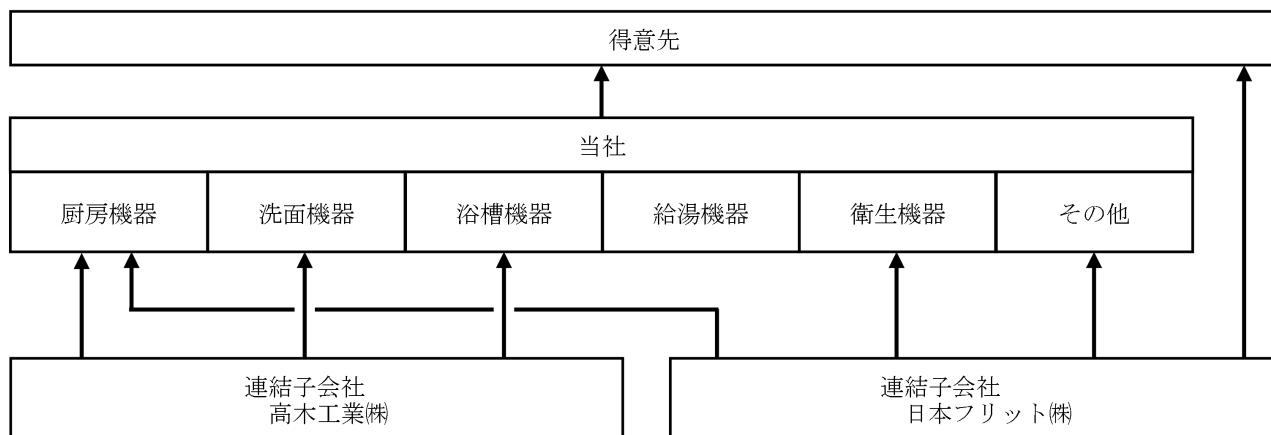 得意先
当社
厨房機器
洗面機器
浴槽機器
給湯機器
衛生機器
その他
連結子会社
高木工業㈱
連結子会社
日本フリット㈱